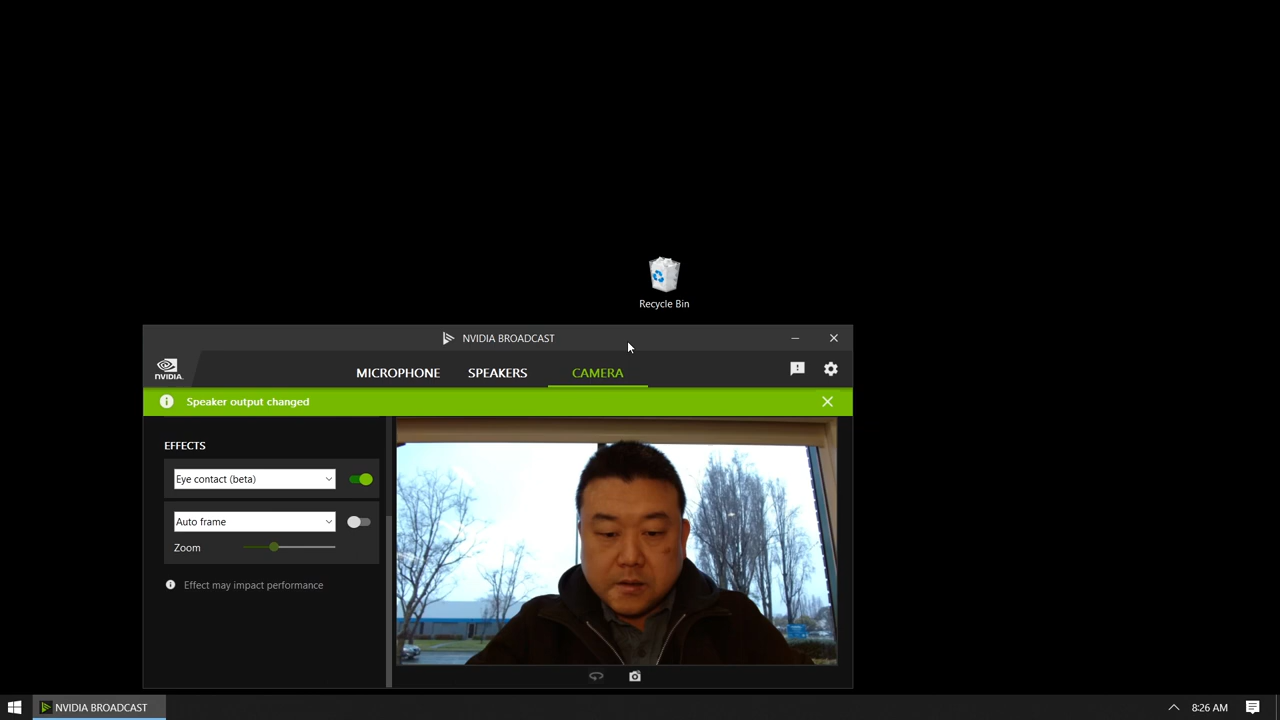 Recycle Bin
NVIDIA BROADCAST
NVIDIA.
MICROPHONE
SPEAKERS
CAMERA
Speaker output changed
EFFECTS
Eye contact (beta)
Auto frame
Zoom
Effect may impact performance
NVIDIA BROADCAST
8:26 AM